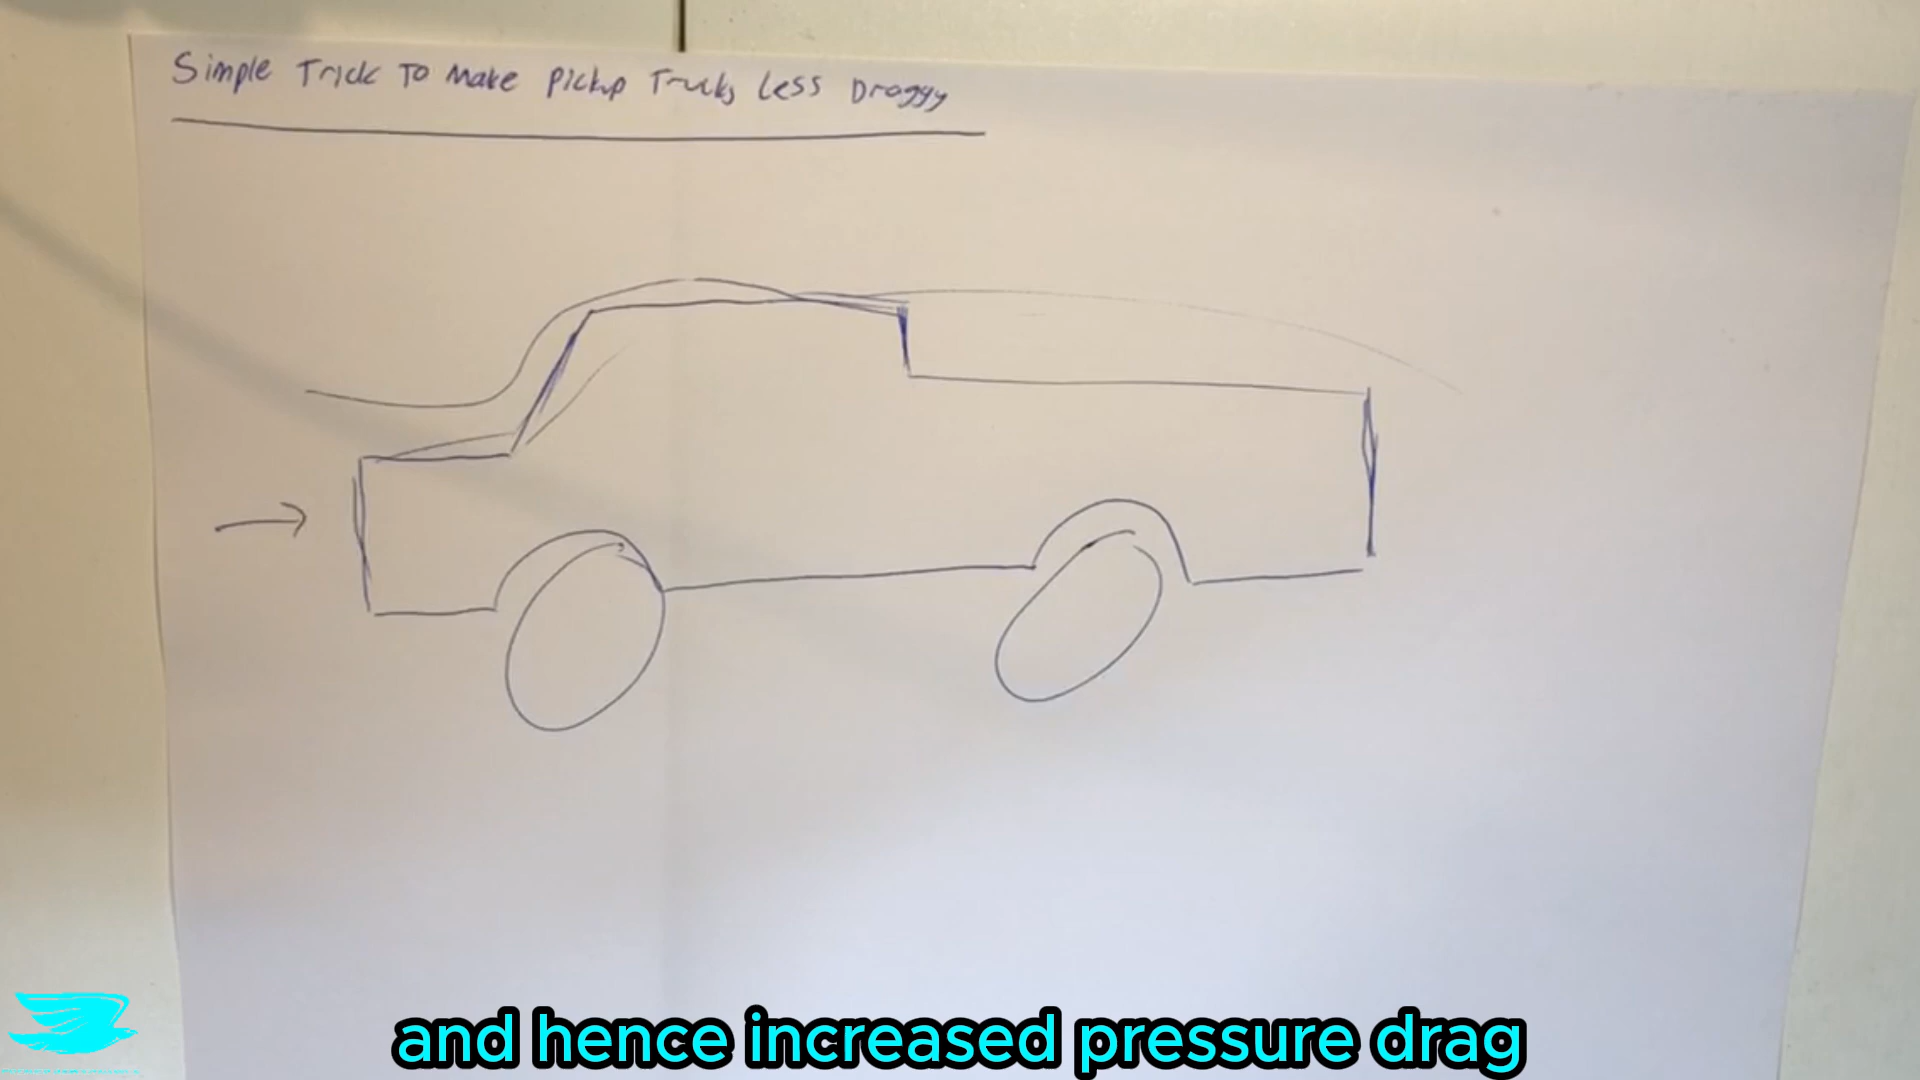 Simple Trick To Make Pickup Trucks Less Draggy
and hence increased pressure drag